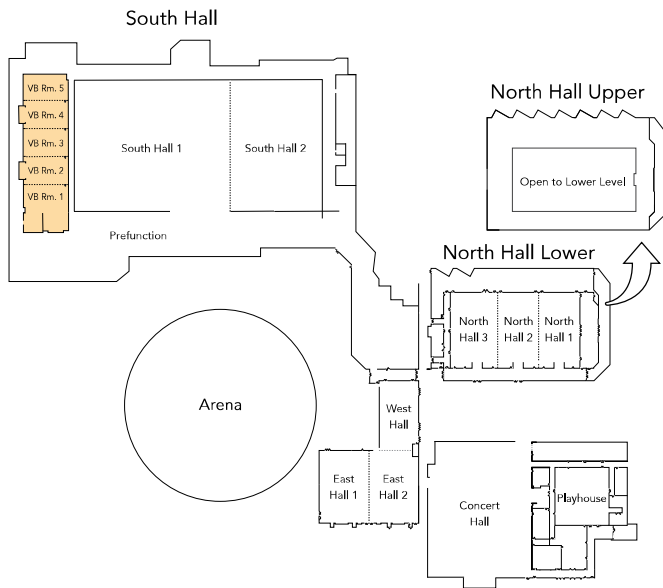 South Hall
VB Rm. 5
VB Rm. 4
VB Rm. 3
VB Rm. 2
VB Rm. 1
South Hall 1
South Hall 2
Prefunction
North Hall Upper
Open to Lower Level
North Hall Lower
North
Hall 3
North
Hall 2
North
Hall 1
Arena
West
Hall
East
Hall 1
East
Hall 2
Concert
Hall
Playhouse